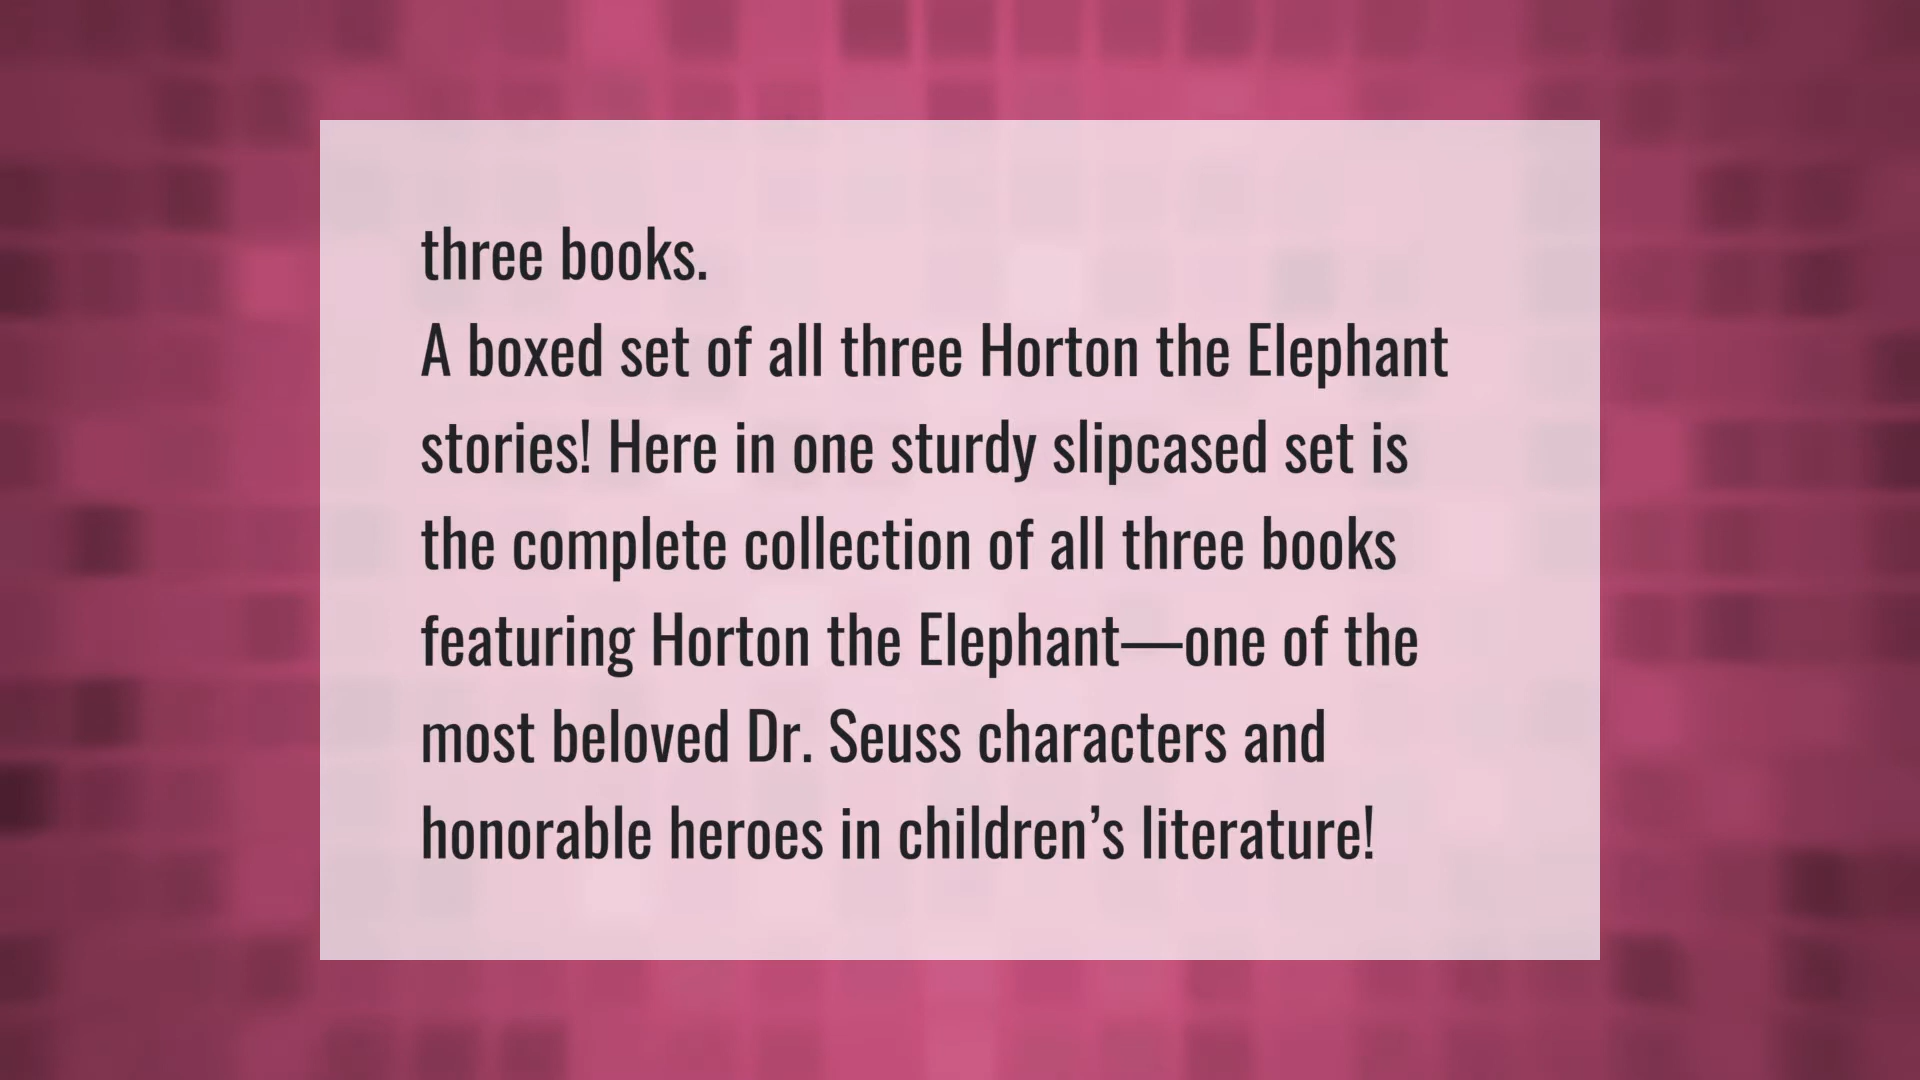 three books.
A boxed set of all three Horton the Elephant
stories! Here in one sturdy slipcased set is
the complete collection of all three books
featuring Horton the Elephant—one of the
most beloved Dr. Seuss characters and
honorable heroes in children’s literature!